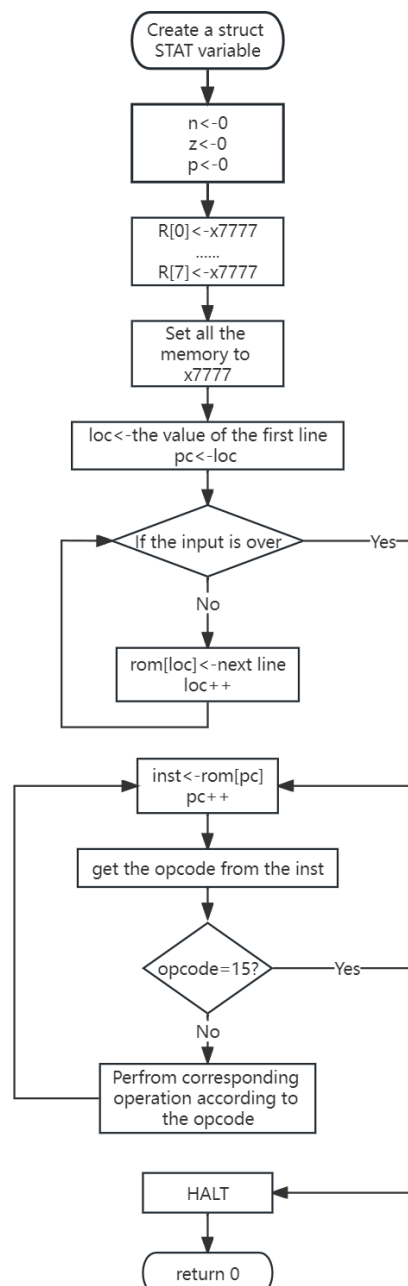 Create a struct
STAT variable
n<-0
z<-0
p<-0
R[0]<-x7777
......
R[7]<-x7777
Set all the
memory to
x7777
loc<-the value of the first line
pc<-loc
If the input is over
Yes
No
rom[loc]<-next line
loc++
inst<-rom[pc]
pc++
get the opcode from the inst
opcode=15?
Yes
No
Perfrom corresponding
operation according to
the opcode
HALT
return 0